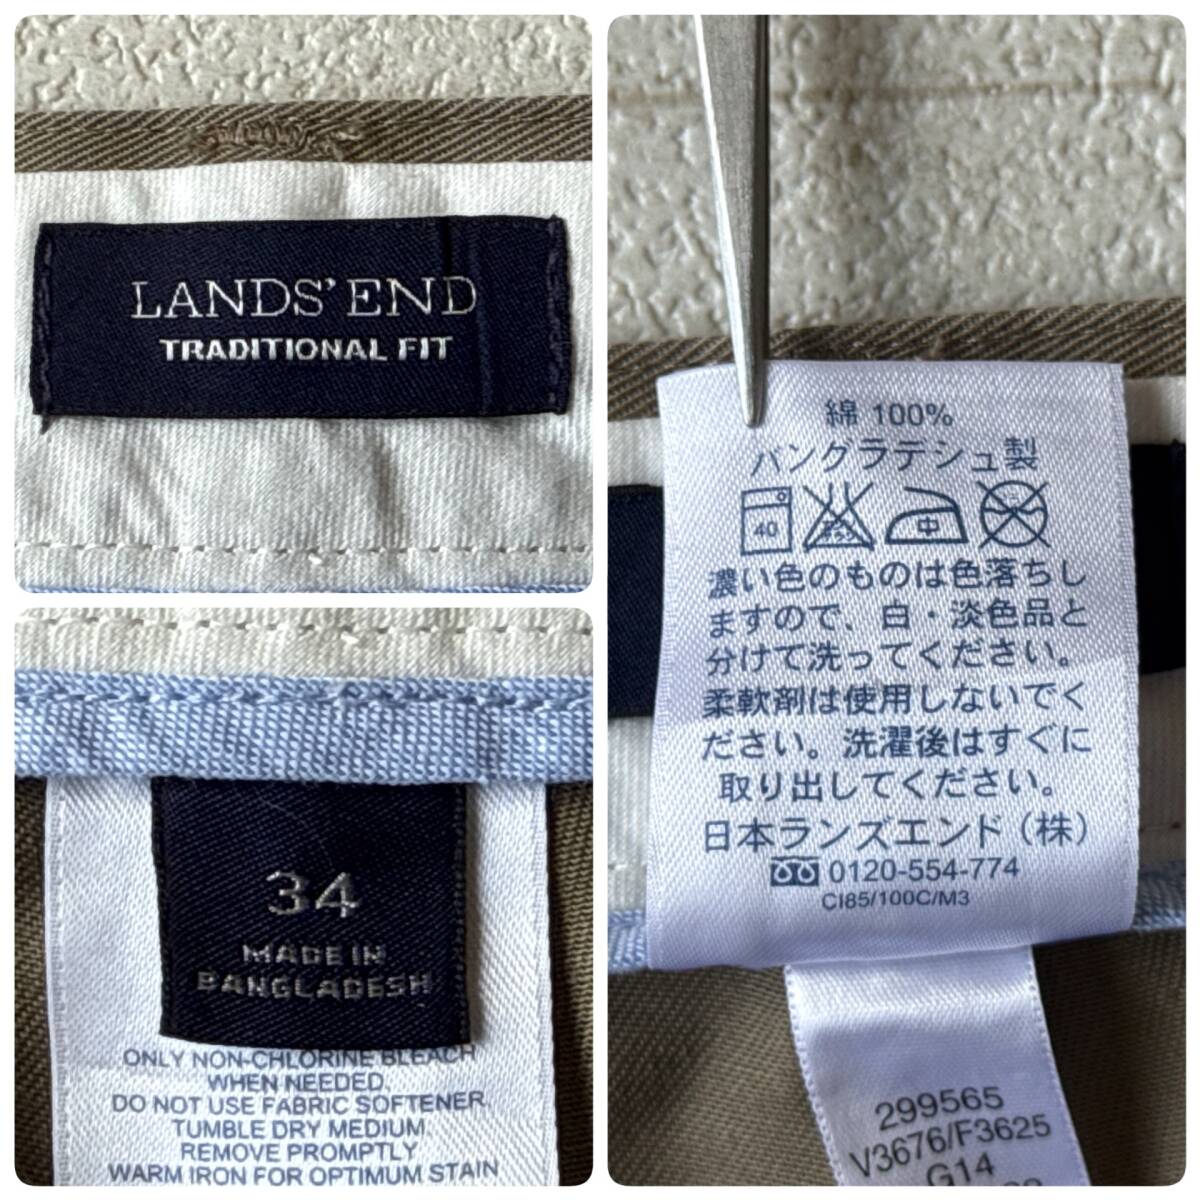 LANDS' END
TRADITIONAL FIT
34
MADE IN
BANGLADESH
ONLY NON-CHLORINE BLEACH
WHEN NEEDED.
DO NOT USE FABRIC SOFTENER.
TUMBLE DRY MEDIUM
REMOVE PROMPTLY
WARM IRON FOR OPTIMUM STAIN
綿 100%
バングラデシュ製
40 中
濃い色のものは色落ちし
ますので、白・淡色品と
分けて洗ってください。
柔軟剤は使用しないでく
ださい。洗濯後はすぐに
取り出してください。
日本ランズエンド(株)
0120-554-774
CI85/100C/M3
299565
V3676/F3625
G14